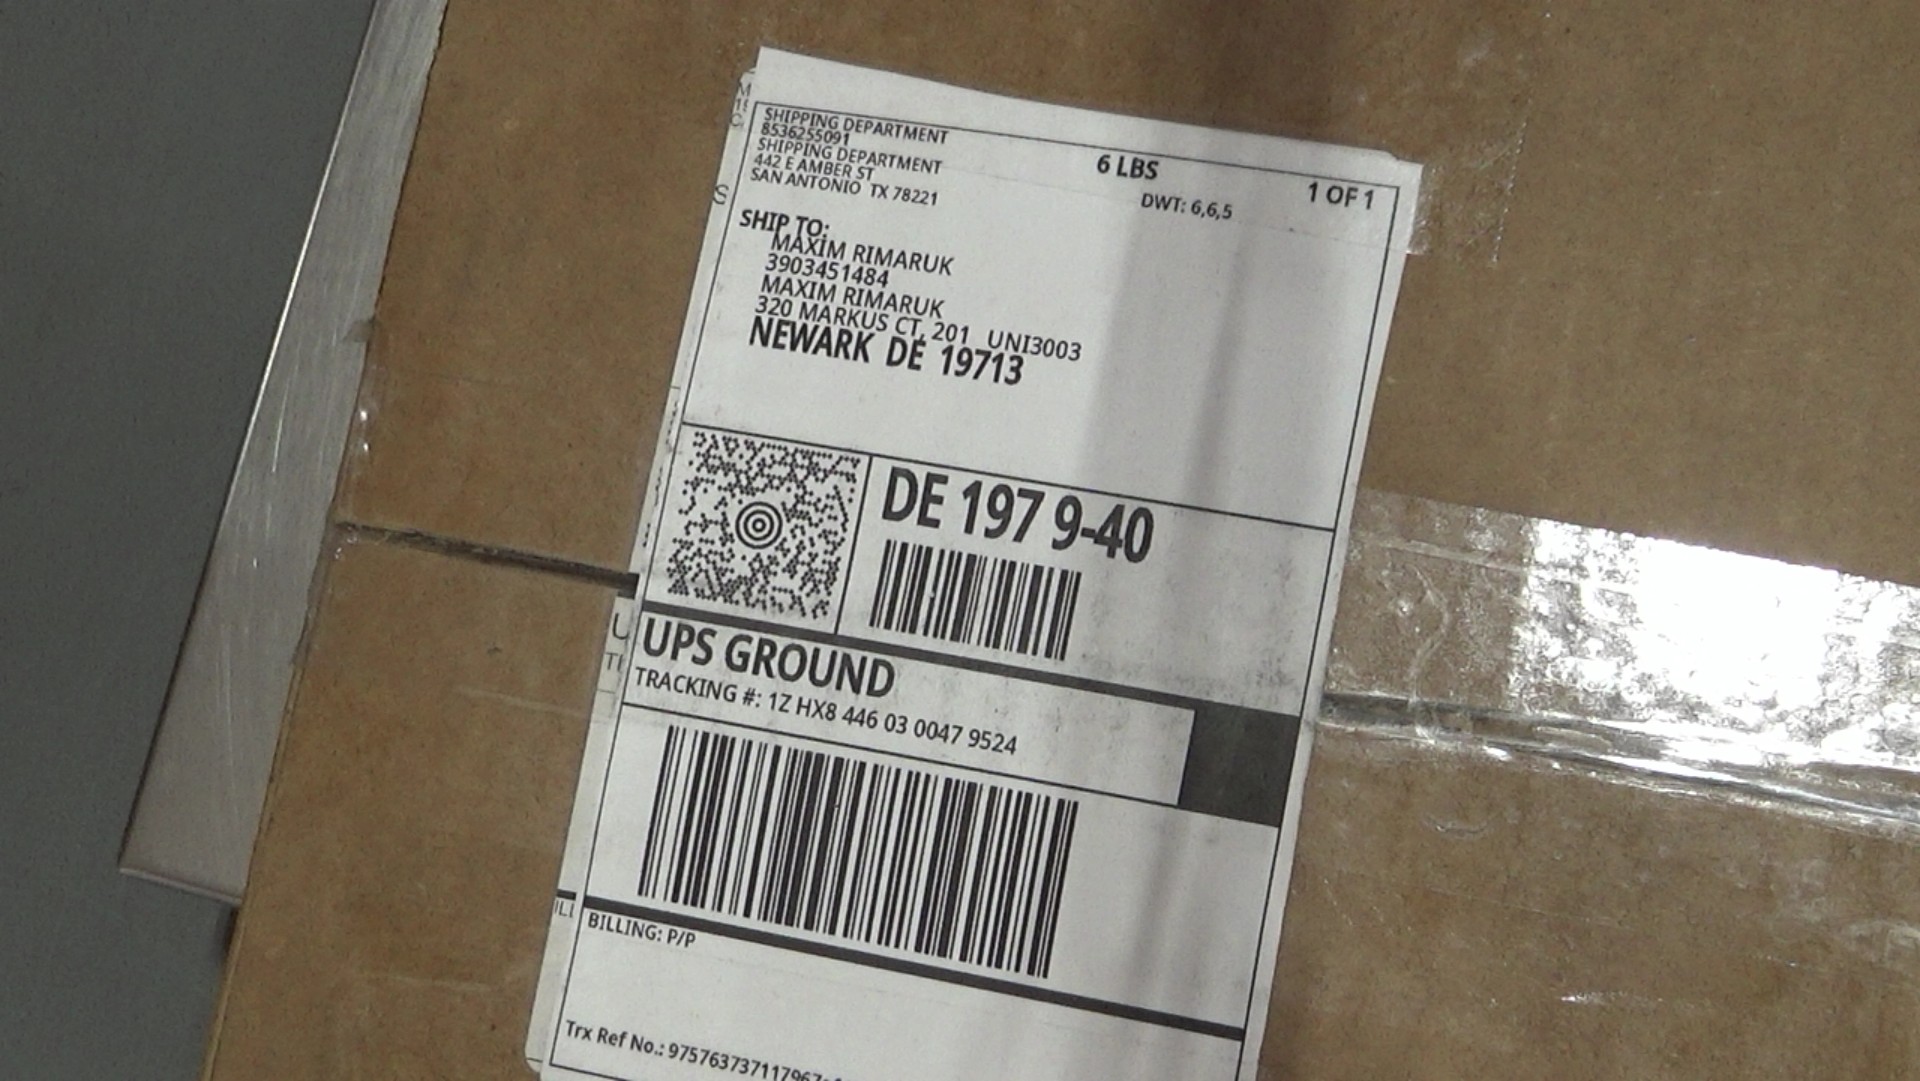 SHIPPING DEPARTMENT
8536255091
SHIPPING DEPARTMENT
442 E AMBER ST
SAN ANTONIO TX 78221
6 LBS
1 OF 1
DWT: 6,6,5
SHIP TO:
MAXIM RIMARUK
3903451484
MAXIM RIMARUK
320 MARKUS CT, 201 UNI3003
NEWARK DE 19713
DE 197 9-40
UPS GROUND
TRACKING #: 1Z HX8 446 03 0047 9524
BILLING: P/P
Trx Ref No.: